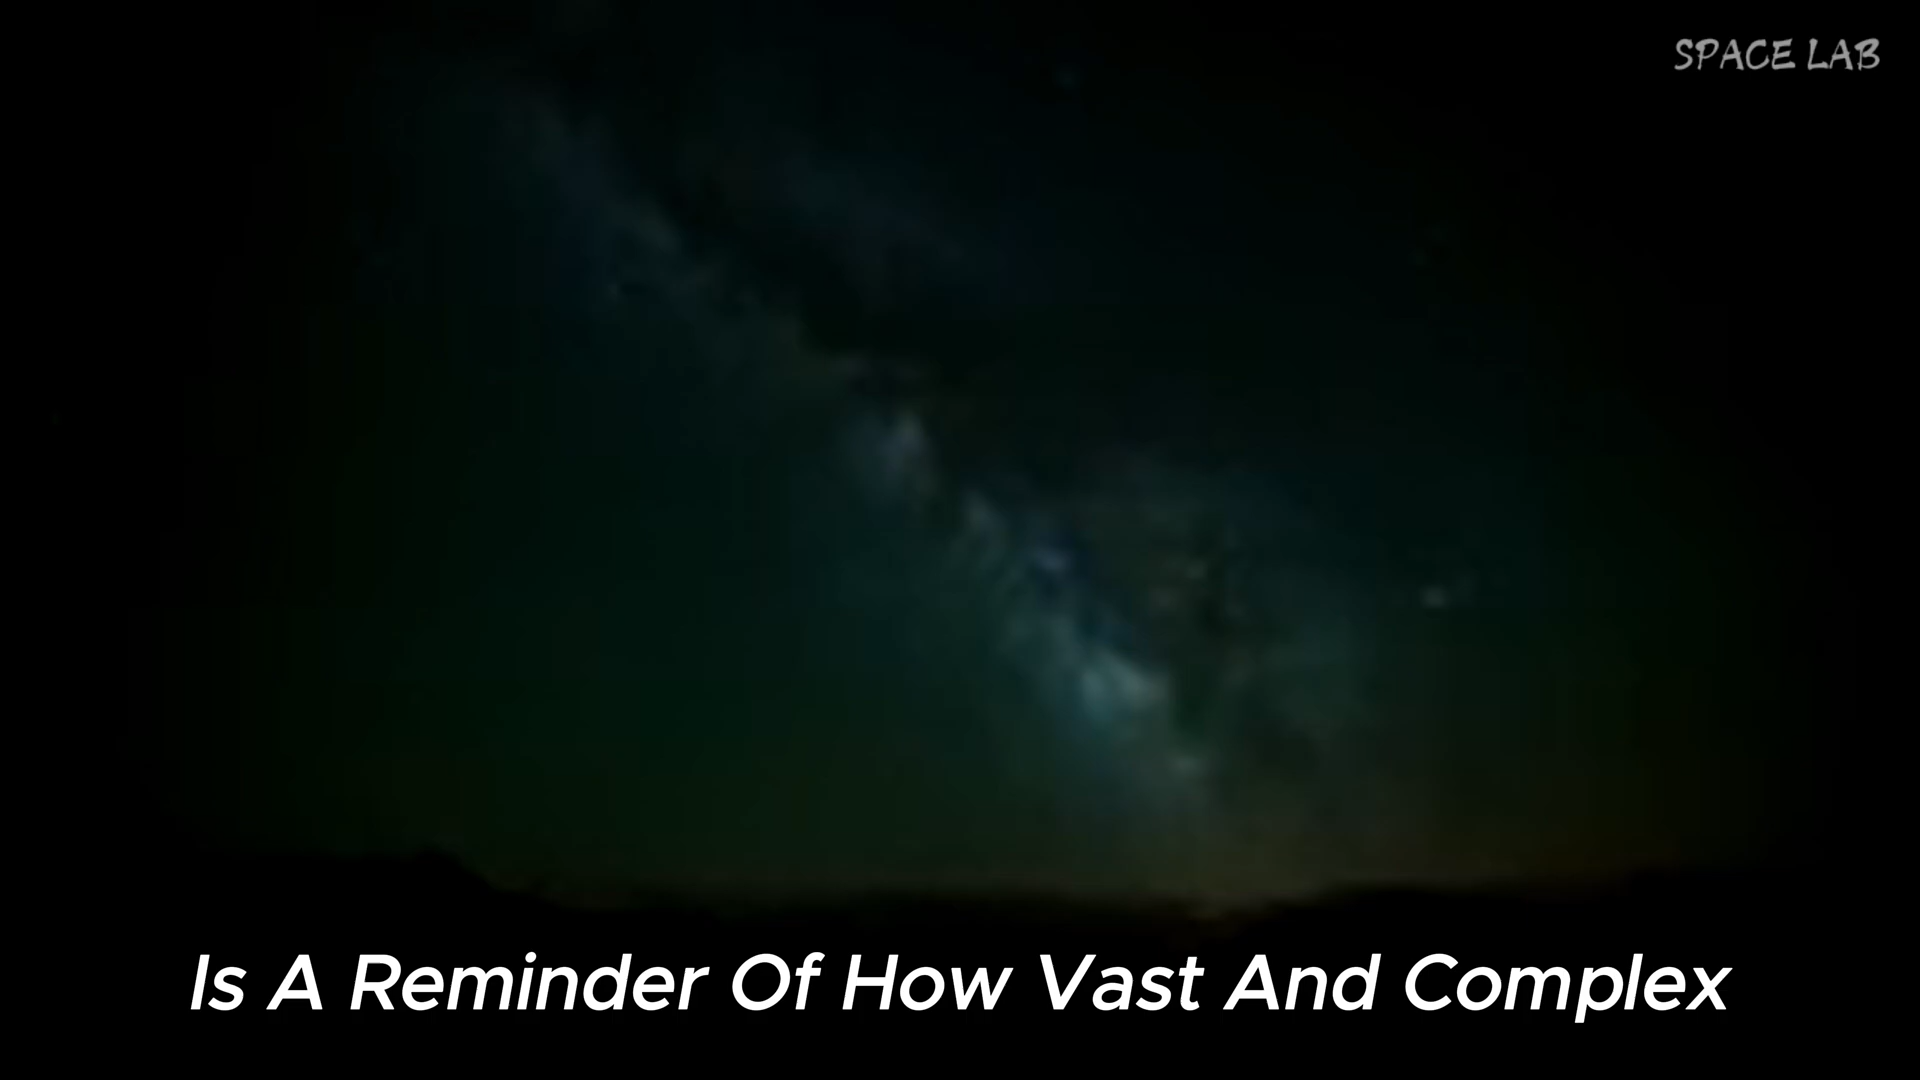 SPACE LAB
Is A Reminder Of How Vast And Complex